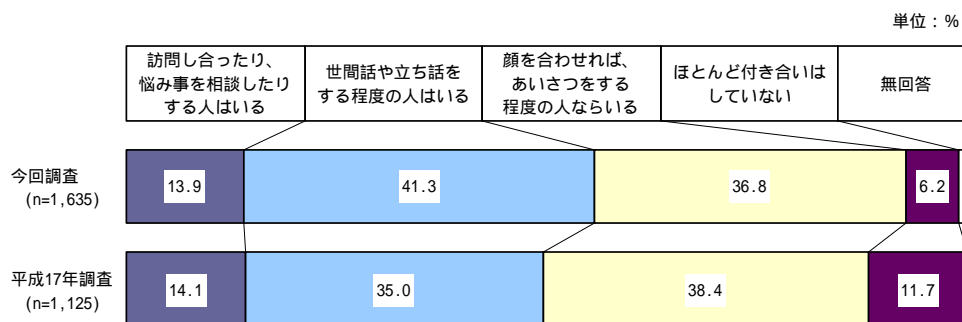 単位：％
訪問し合ったり、
悩み事を相談したり
する人はいる
世間話や立ち話を
する程度の人はいる
顔を合わせれば、
あいさつをする
程度の人ならいる
ほとんど付き合いは
していない
無回答
今回調査
(n=1,635)
13.9
41.3
36.8
6.2
平成17年調査
(n=1,125)
14.1
35.0
38.4
11.7